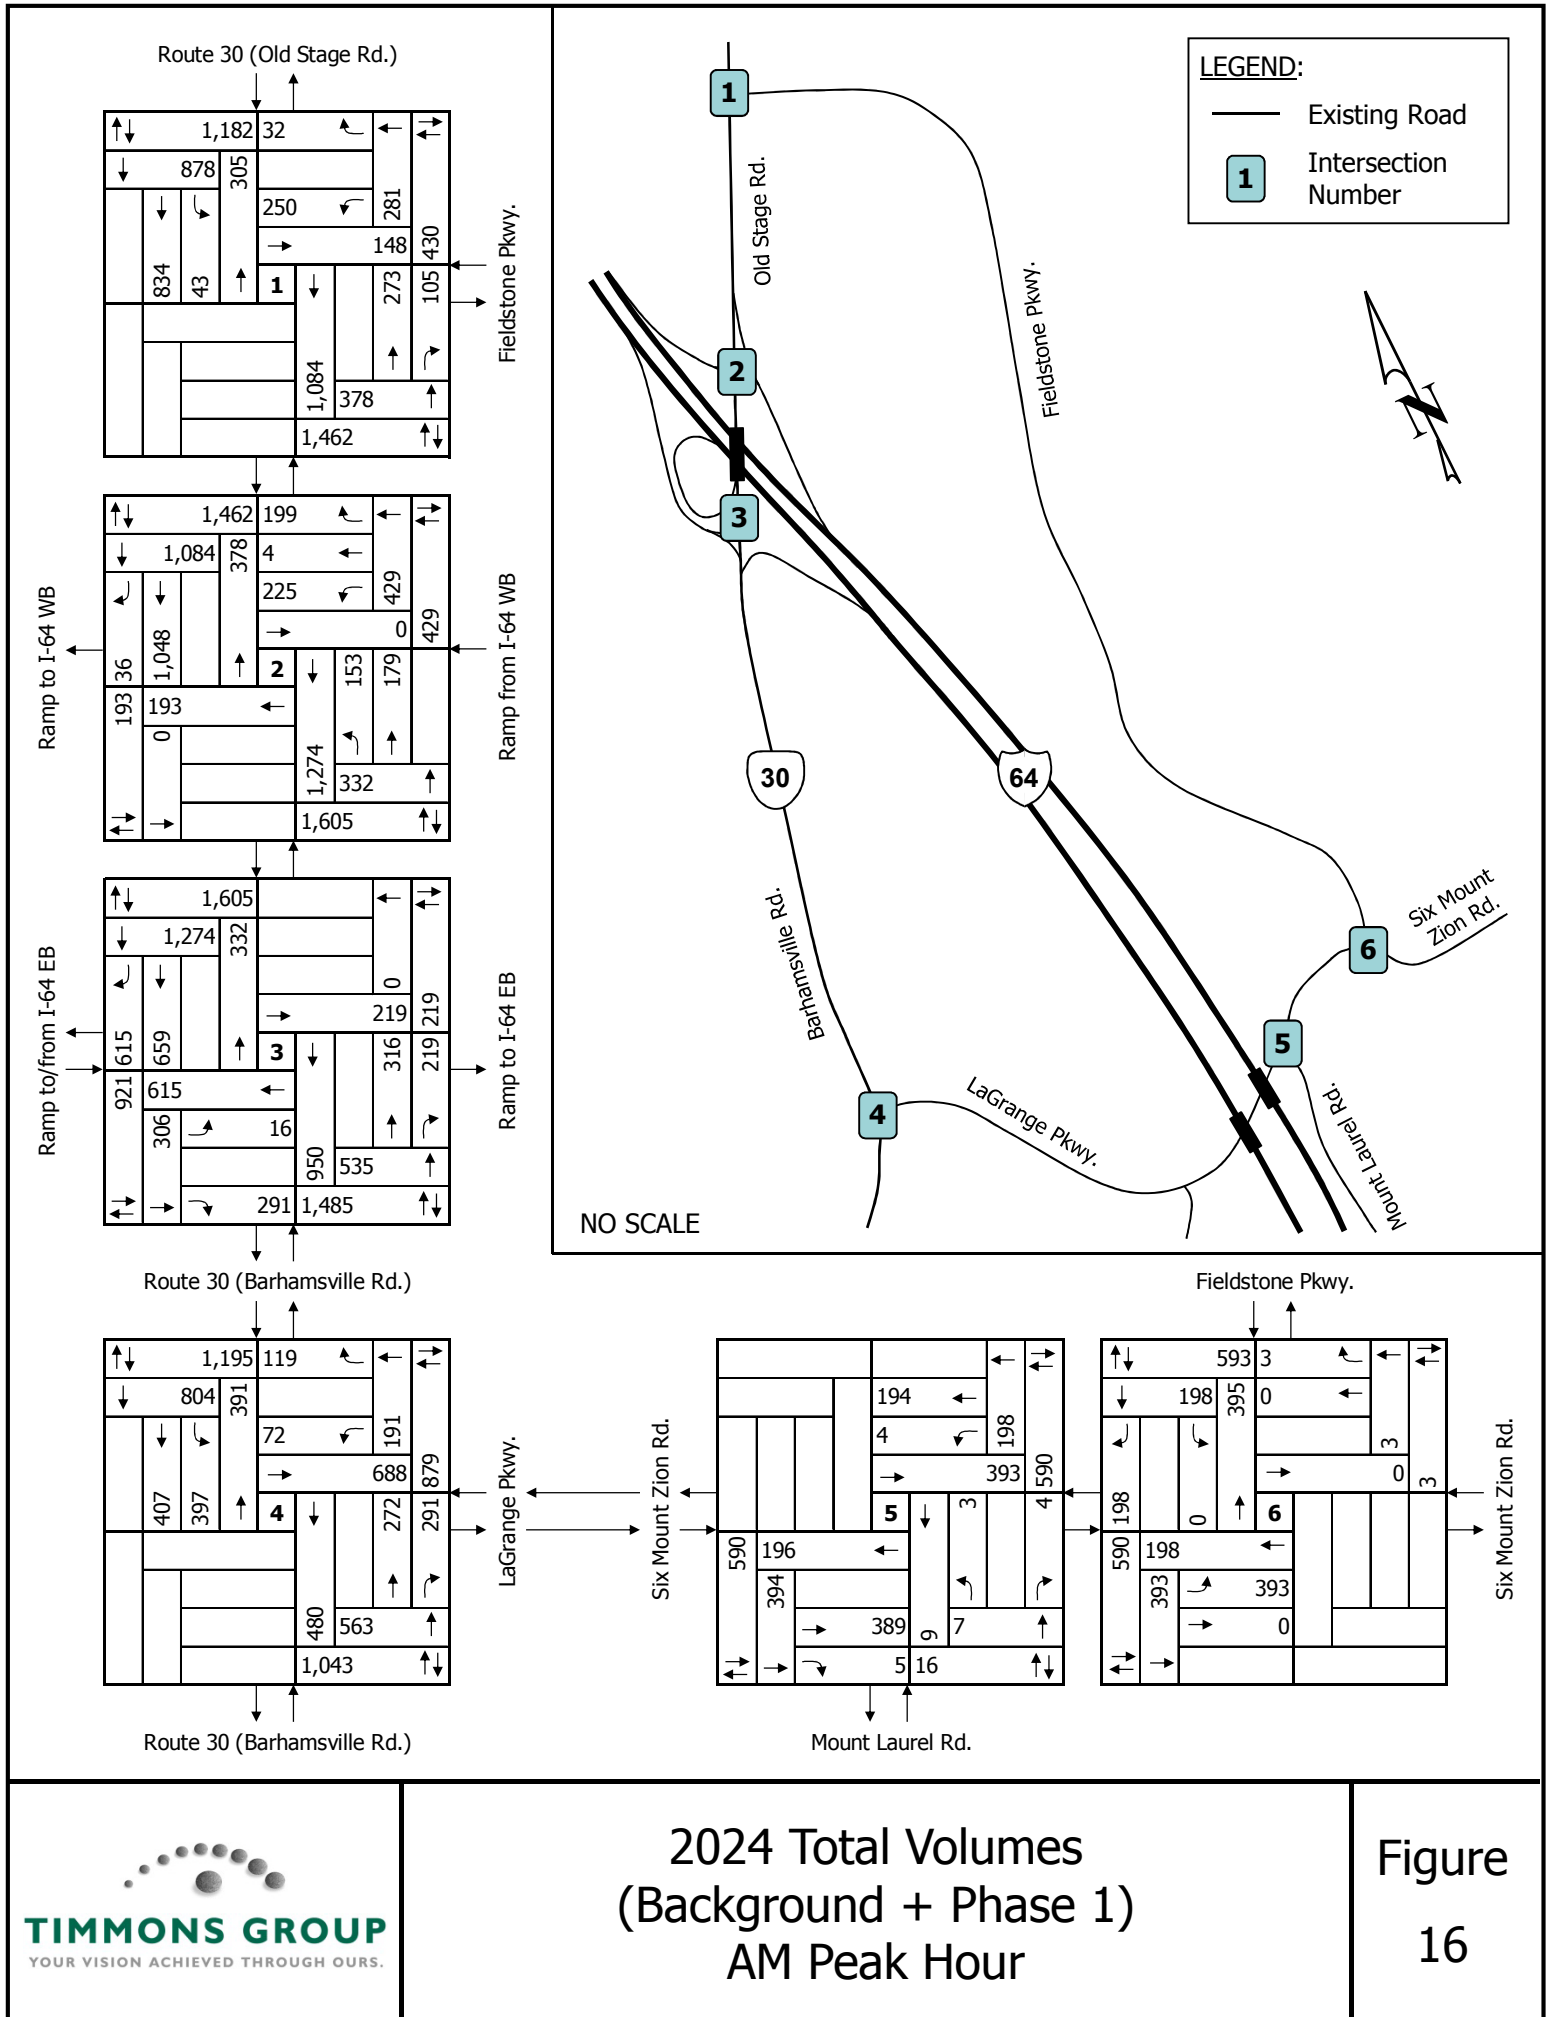 Route 30 (Old Stage Rd.)
1,182 32
878 305
250 281
148 430
834 43 1 273 105
1,084
378
1,462
Fieldstone Pkwy.
1,462 199
1,084 378 4
225 429
0 429
36 1,048 2 153 179
193 193
0
1,274
332
1,605
Ramp to I-64 WB
Ramp from I-64 WB
1,605
1,274 332
0
219 219
615 659 3 316 219
921 615
306 16
950
535
291 1,485
Ramp to/from I-64 EB
Ramp to I-64 EB
Route 30 (Barhamsville Rd.)
1,195 119
804 391
72 191
688 879
407 397 4 272 291
480
563
1,043
LaGrange Pkwy.
Route 30 (Barhamsville Rd.)
Six Mount Zion Rd.
194
4 198
393 590
5 3 4
590 196
394
389 9 7
5 16
Mount Laurel Rd.
Fieldstone Pkwy.
593 3
198 395 0
3
0 3
198 0 6
590 198
393 393
0
Six Mount Zion Rd.
LEGEND:
Existing Road
1
Intersection
Number
1
Old Stage Rd.
Fieldstone Pkwy.
2
3
N
30
64
Barhamsville Rd.
Six Mount
Zion Rd.
6
5
4
LaGrange Pkwy.
Mount Laurel Rd.
NO SCALE
TIMMONS GROUP
YOUR VISION ACHIEVED THROUGH OURS.
2024 Total Volumes
(Background + Phase 1)
AM Peak Hour
Figure
16